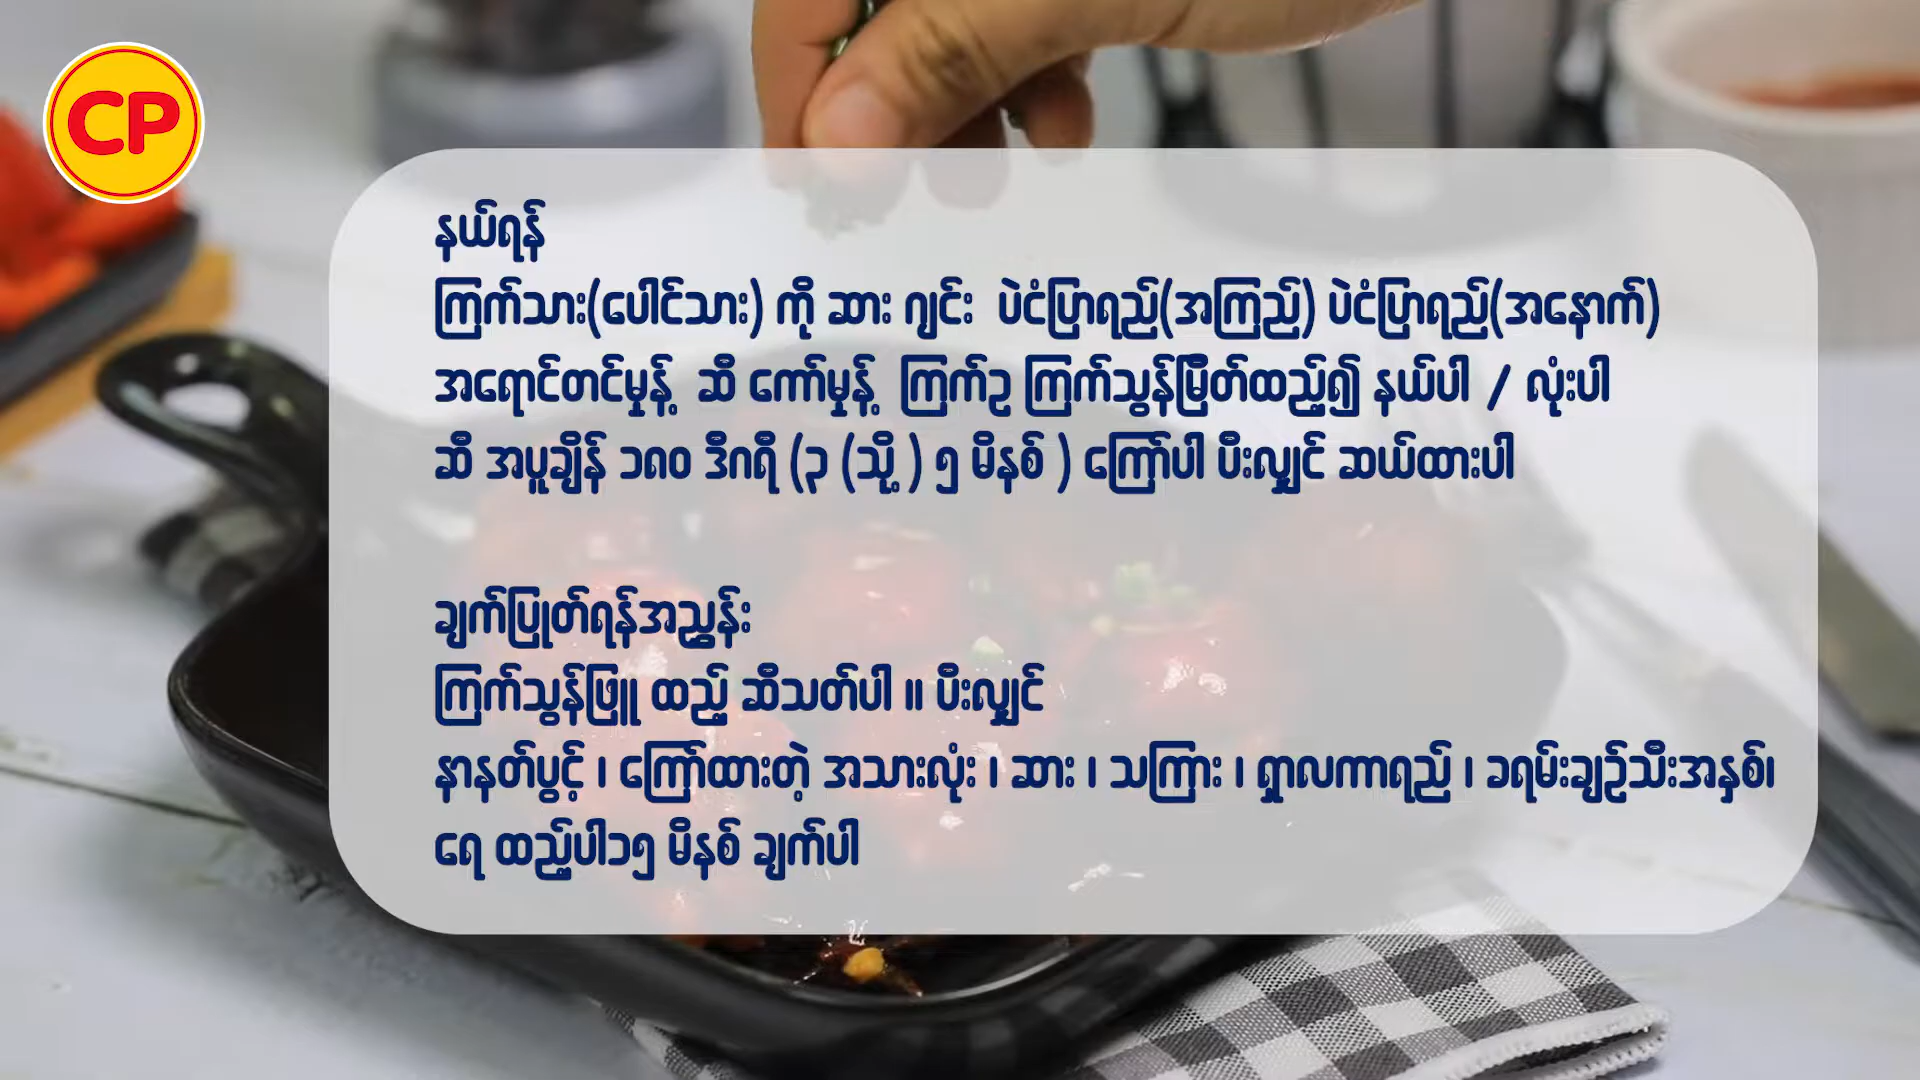 CP
နယ်ရန်
ကြက်သား(ပေါင်သား) ကို ဆား ဂျင်း ပဲငံပြာရည်(အကြည်) ပဲငံပြာရည်(အနောက်)
အရောင်တင်မှုန့် ဆီ ကော်မှုန့် ကြက်ဥ ကြက်သွန်မြိတ်ထည့်၍ နယ်ပါ / လုံးပါ
ဆီ အပူချိန် ၁၈၀ ဒီဂရီ (၃ (သို့ ) ၅ မိနစ် ) ကြော်ပါ ပီးလျှင် ဆယ်ထားပါ
ချက်ပြုတ်ရန်အညွှန်း
ကြက်သွန်ဖြူ ထည့် ဆီသတ်ပါ ။ ပီးလျှင်
နာနတ်ပွင့် ၊ ကြော်ထားတဲ့ အသားလုံး ၊ ဆား ၊ သကြား ၊ ရှာလကာရည် ၊ ခရမ်းချဉ်သီးအနှစ်၊
ရေ ထည့်ပါ၁၅ မိနစ် ချက်ပါ